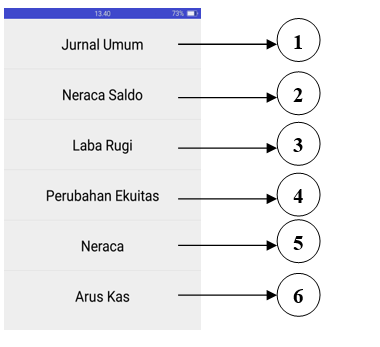 13.40 73%
Jurnal Umum 1
Neraca Saldo 2
Laba Rugi 3
Perubahan Ekuitas 4
Neraca 5
Arus Kas 6